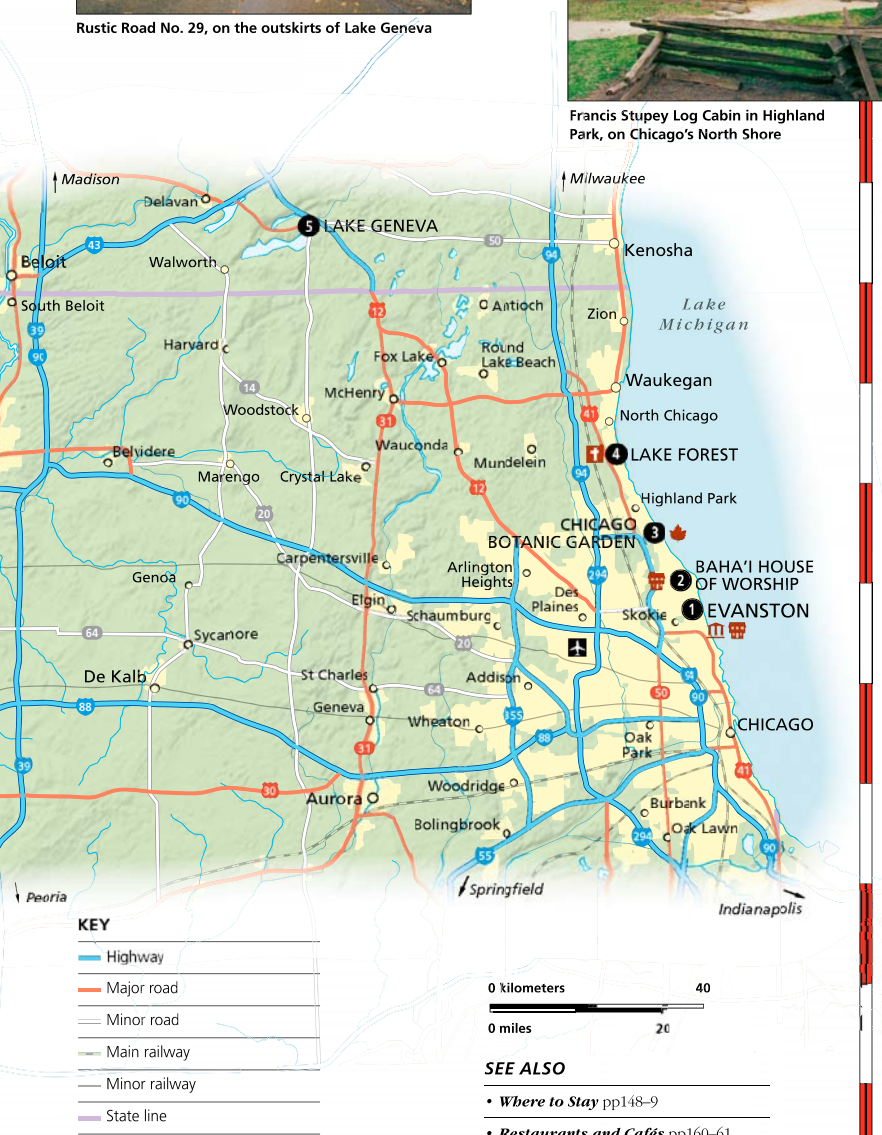 Rustic Road No. 29, on the outskirts of Lake Geneva
Francis Stupey Log Cabin in Highland
Park, on Chicago's North Shore
Madison
Milwaukee
Delavan
5 LAKE GENEVA
43
50
94
Kenosha
Beloit
Walworth
South Beloit
12
Antioch
Zion
Lake
Michigan
39
90
Harvard
Fox Lake
Round
Lake Beach
14
McHenry
Waukegan
Woodstock
31
41
North Chicago
Belvidere
Wauconda
Mundelein
4 LAKE FOREST
Marengo
Crystal Lake
94
12
90
20
Highland Park
CHICAGO
BOTANIC GARDEN
3
Carpentersville
Arlington
Heights
294
2 BAHA'I HOUSE
OF WORSHIP
Genoa
Elgin
Schaumburg
Des
Plaines
Skokie
1 EVANSTON
64
Sycamore
20
De Kalb
St Charles
64
Addison
94
90
50
88
Geneva
Wheaton
355
88
Oak
Park
CHICAGO
31
39
30
41
Aurora
Woodridge
Burbank
Bolingbrook
294
Oak Lawn
55
90
Peoria
Springfield
Indianapolis
KEY
Highway
Major road
Minor road
Main railway
Minor railway
State line
0 kilometers 40
0 miles 20
SEE ALSO
• Where to Stay pp148–9
• Restaurants and Cafés pp160–61